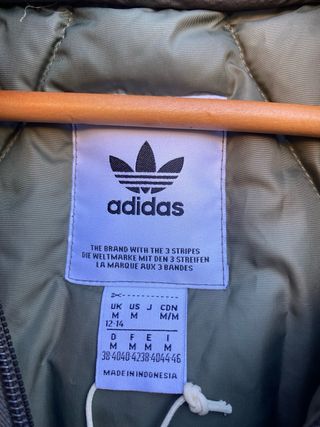 adidas
THE BRAND WITH THE 3 STRIPES
DIE WELTMARKE MIT DEN 3 STREIFEN
LA MARQUE AUX 3 BANDES
UK US J CDN
M M M M/M
12-14
D F E I
M M M M
38-40 40-42 38-40 44-46
MADE IN INDONESIA